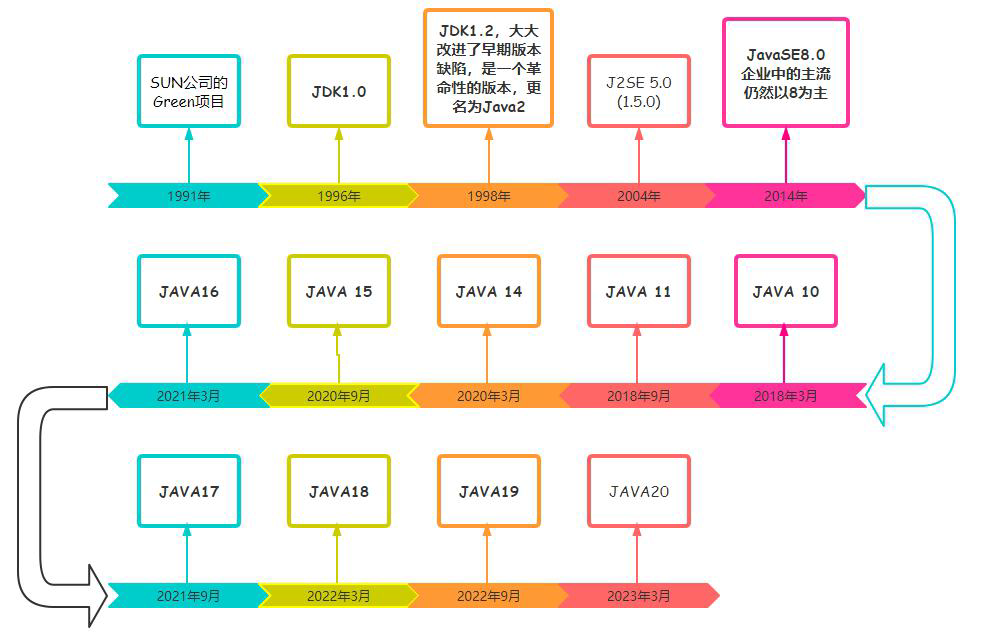 SUN公司的
Green项目
JDK1.0
JDK1.2，大大
改进了早期版本
缺陷，是一个革
命性的版本，更
名为Java2
J2SE 5.0
(1.5.0)
JavaSE8.0
企业中的主流
仍然以8为主
1991年
1996年
1998年
2004年
2014年
JAVA16
JAVA 15
JAVA 14
JAVA 11
JAVA 10
2021年3月
2020年9月
2020年3月
2018年9月
2018年3月
JAVA17
JAVA18
JAVA19
JAVA20
2021年9月
2022年3月
2022年9月
2023年3月